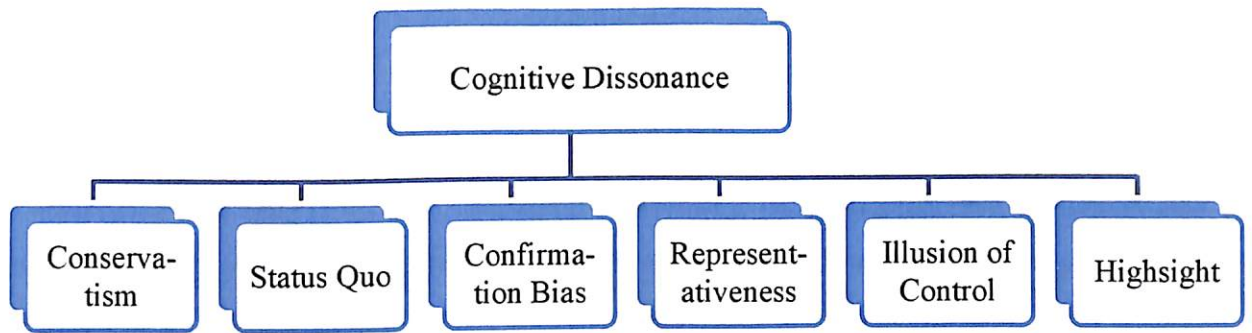 Cognitive Dissonance
Conserva-
tism
Status Quo
Confirma-
tion Bias
Represent-
ativeness
Illusion of
Control
Highsight